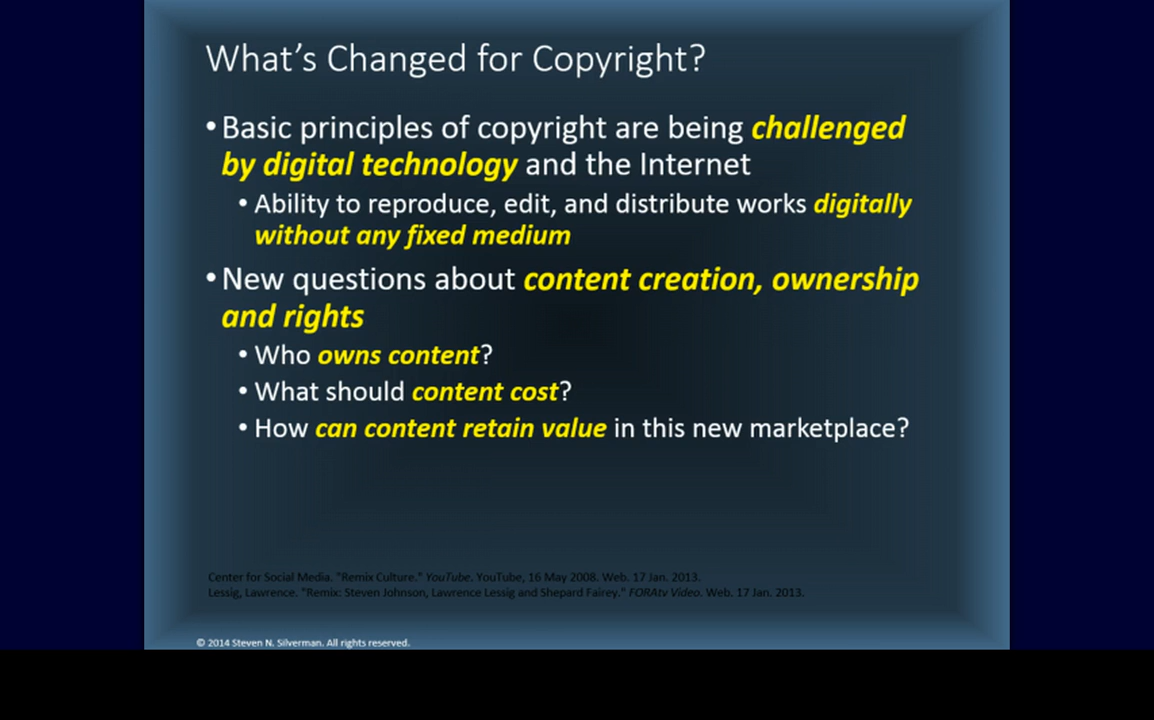 What’s Changed for Copyright?
• Basic principles of copyright are being challenged
by digital technology and the Internet
• Ability to reproduce, edit, and distribute works digitally
without any fixed medium
• New questions about content creation, ownership
and rights
• Who owns content?
• What should content cost?
• How can content retain value in this new marketplace?
Center for Social Media. "Remix Culture." YouTube. YouTube, 16 May 2008. Web. 17 Jan. 2013.
Lessig, Lawrence. "Remix: Steven Johnson, Lawrence Lessig and Shepard Fairey." FORAtv Video. Web. 17 Jan. 2013.
© 2014 Steven N. Silverman. All rights reserved.